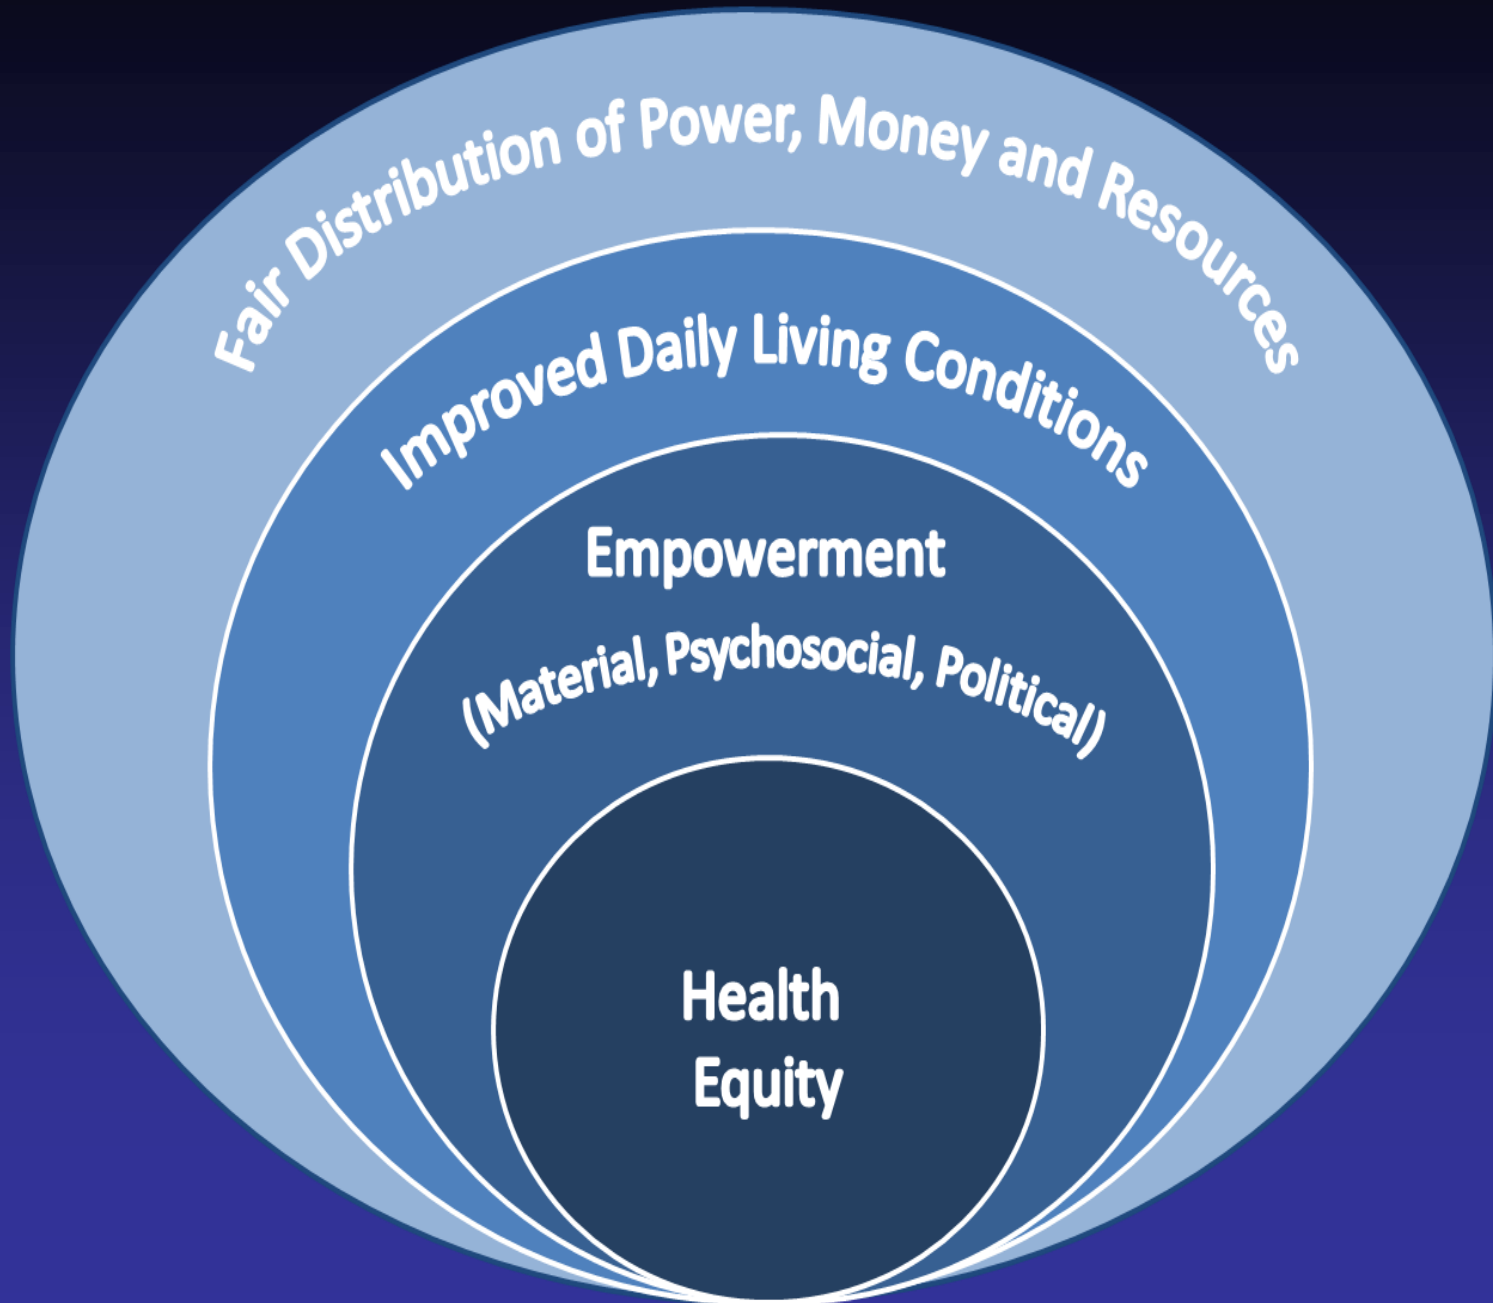 Fair Distribution of Power, Money and Resources
Improved Daily Living Conditions
Empowerment
(Material, Psychosocial, Political)
Health
Equity